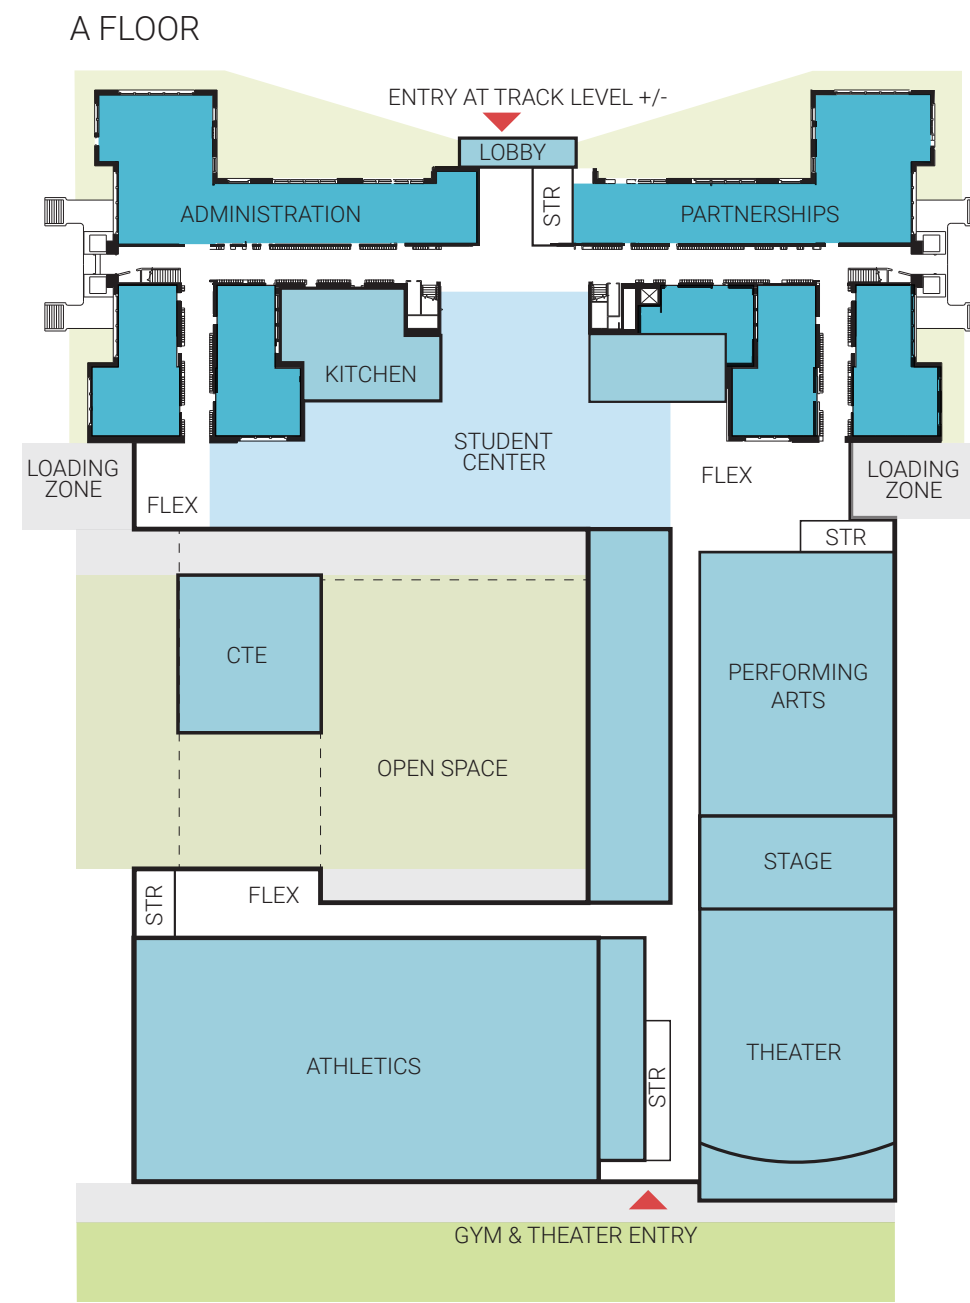 A FLOOR
ENTRY AT TRACK LEVEL +/-
LOBBY
STR
ADMINISTRATION
PARTNERSHIPS
KITCHEN
STUDENT
CENTER
LOADING
ZONE
FLEX
FLEX
LOADING
ZONE
STR
CTE
PERFORMING
ARTS
OPEN SPACE
STAGE
STR
FLEX
THEATER
ATHLETICS
STR
GYM & THEATER ENTRY